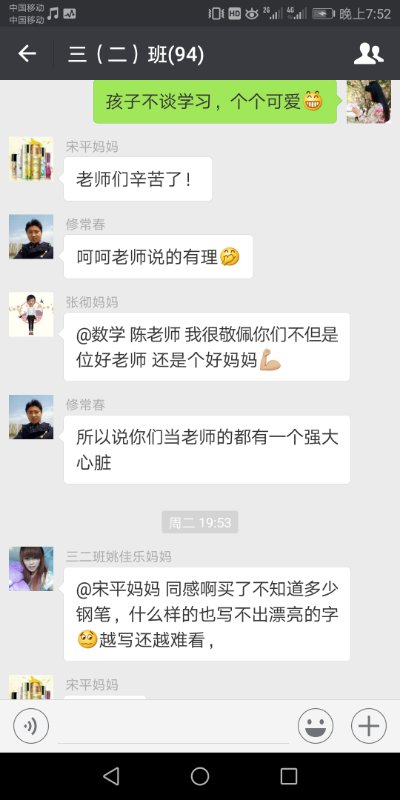 中国移动
中国移动
HD
2G
4G
晚上7:52
三（二）班(94)
孩子不谈学习，个个可爱😁
宋平妈妈
老师们辛苦了！
修常春
呵呵老师说的有理🤭
张彻妈妈
@数学 陈老师 我很敬佩你们不但是
位好老师 还是个好妈妈💪🏼
修常春
所以说你们当老师的都有一个强大
心脏
周二 19:53
三二班姚佳乐妈妈
@宋平妈妈 同感啊买了不知道多少
钢笔，什么样的也写不出漂亮的字
😥越写还越难看，
宋平妈妈